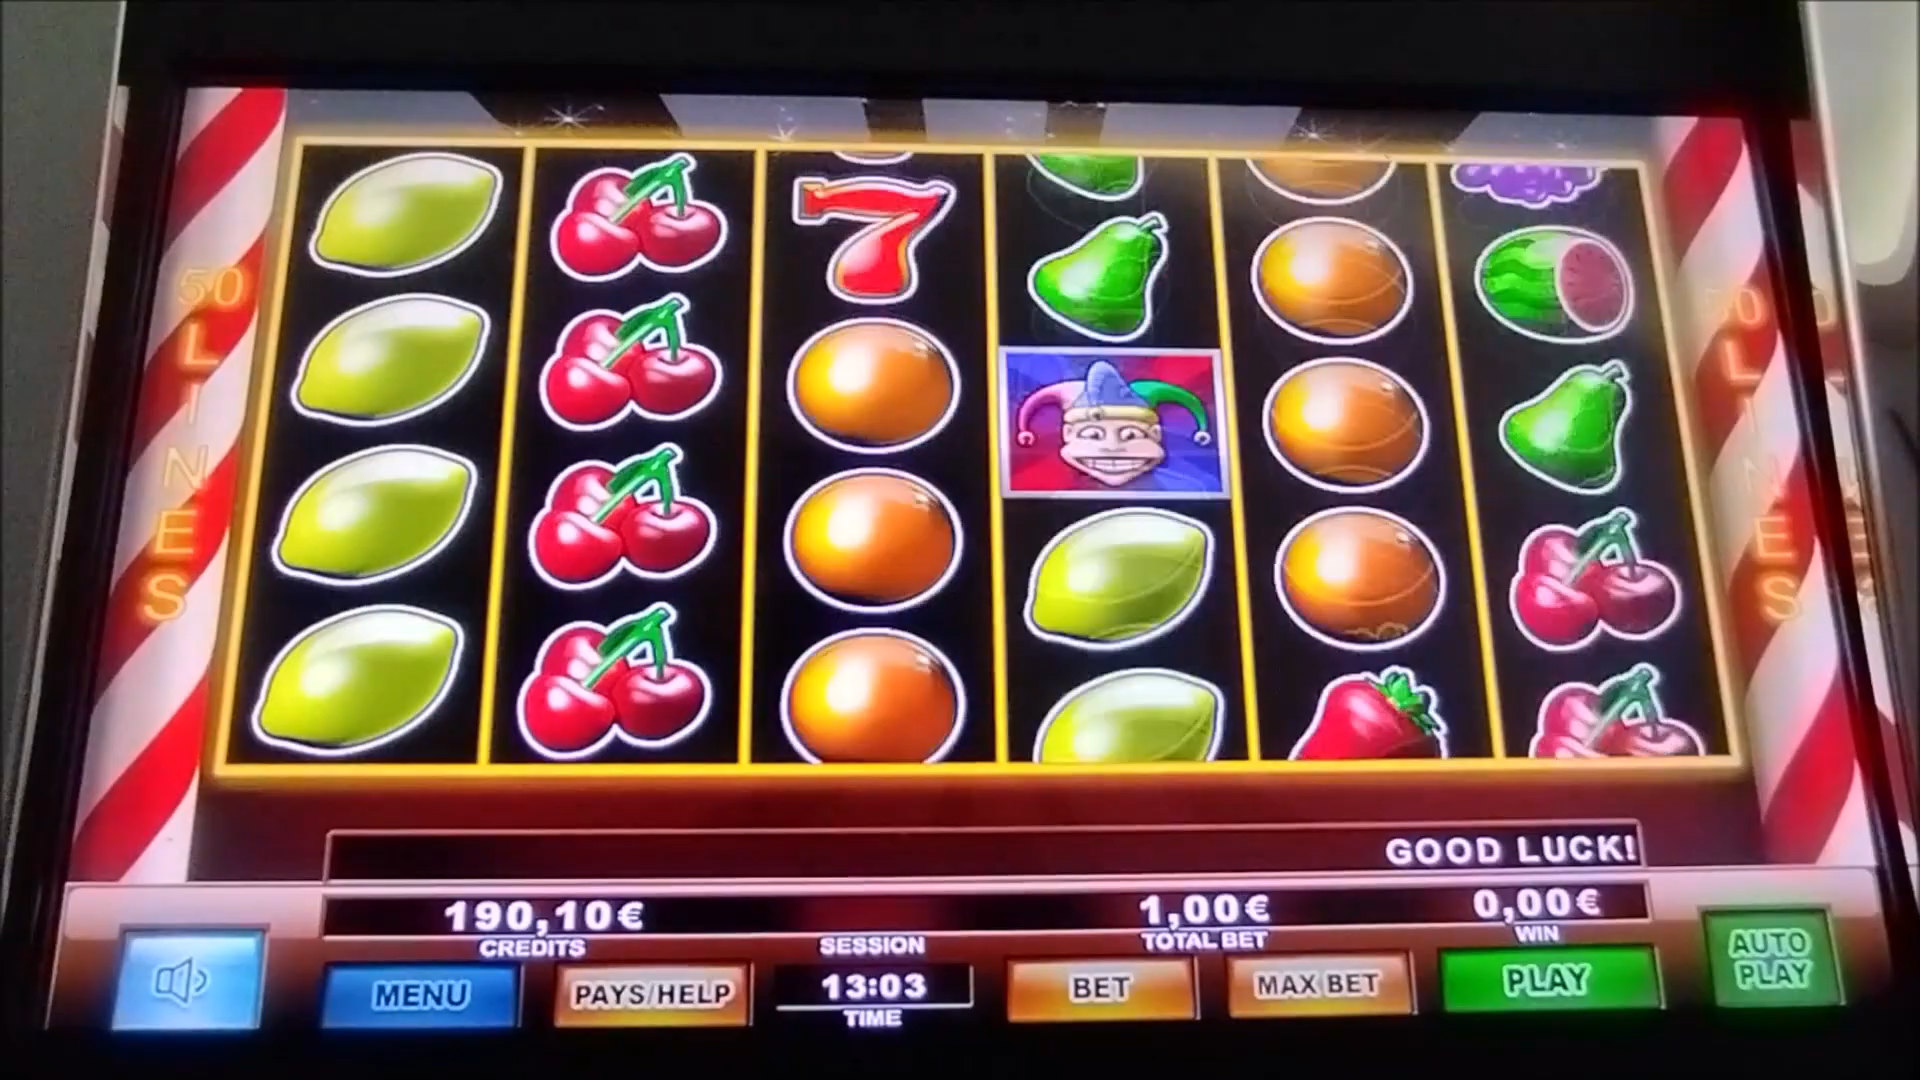 50
LINES
50
LINES
GOOD LUCK!
190,10€
1,00€
0,00€
CREDITS
SESSION
TOTAL BET
WIN
MENU
PAYS/HELP
13:03
TIME
BET
MAX BET
PLAY
AUTO
PLAY